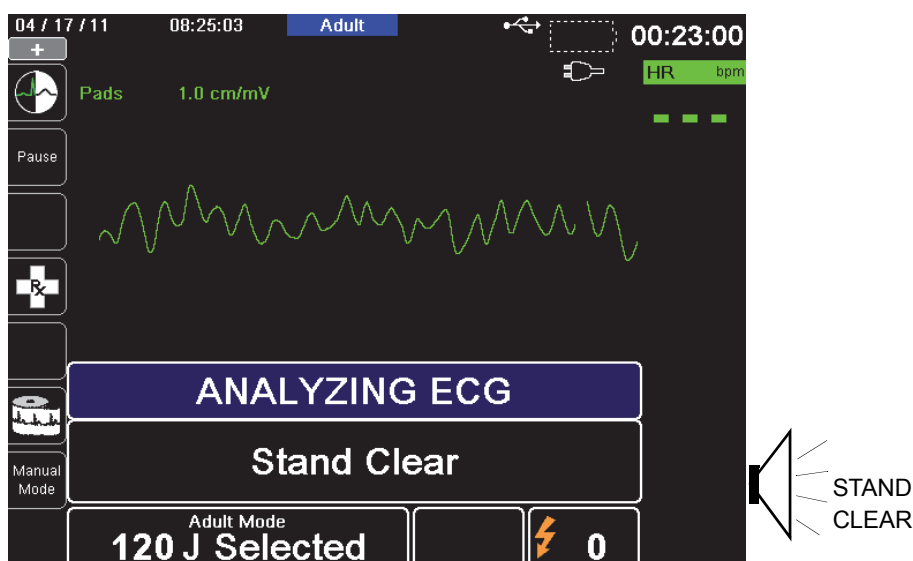 04 / 17 / 11 08:25:03 Adult 00:23:00
+
HR bpm
Pads 1.0 cm/mV
- - -
Pause
Rx
ANALYZING ECG
Stand Clear
Manual
Mode
STAND
CLEAR
Adult Mode
120 J Selected 0